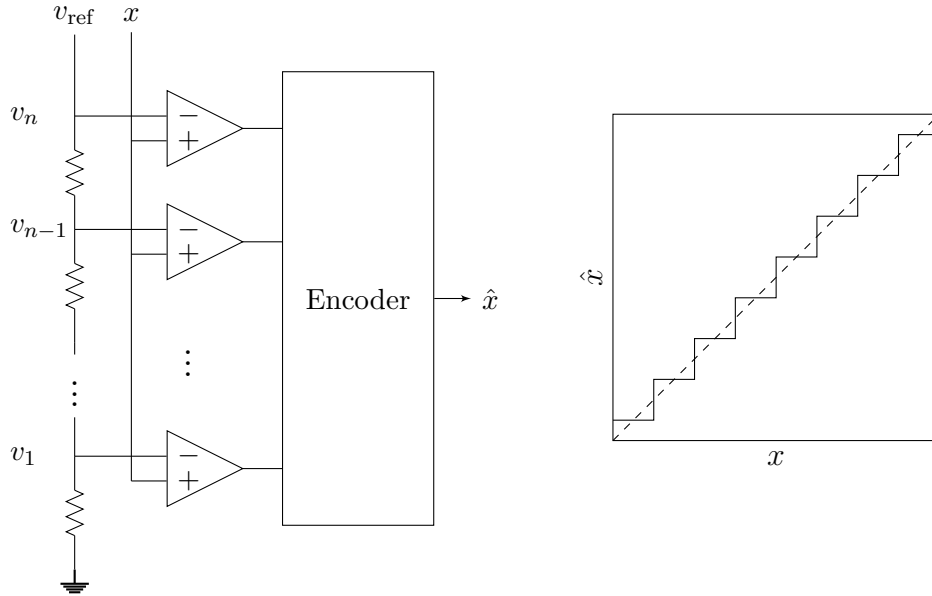 v_ref x
v_n
−
+
v_{n−1}
−
+
Encoder
x̂
⋮
⋮
v_1
−
+
x̂
x